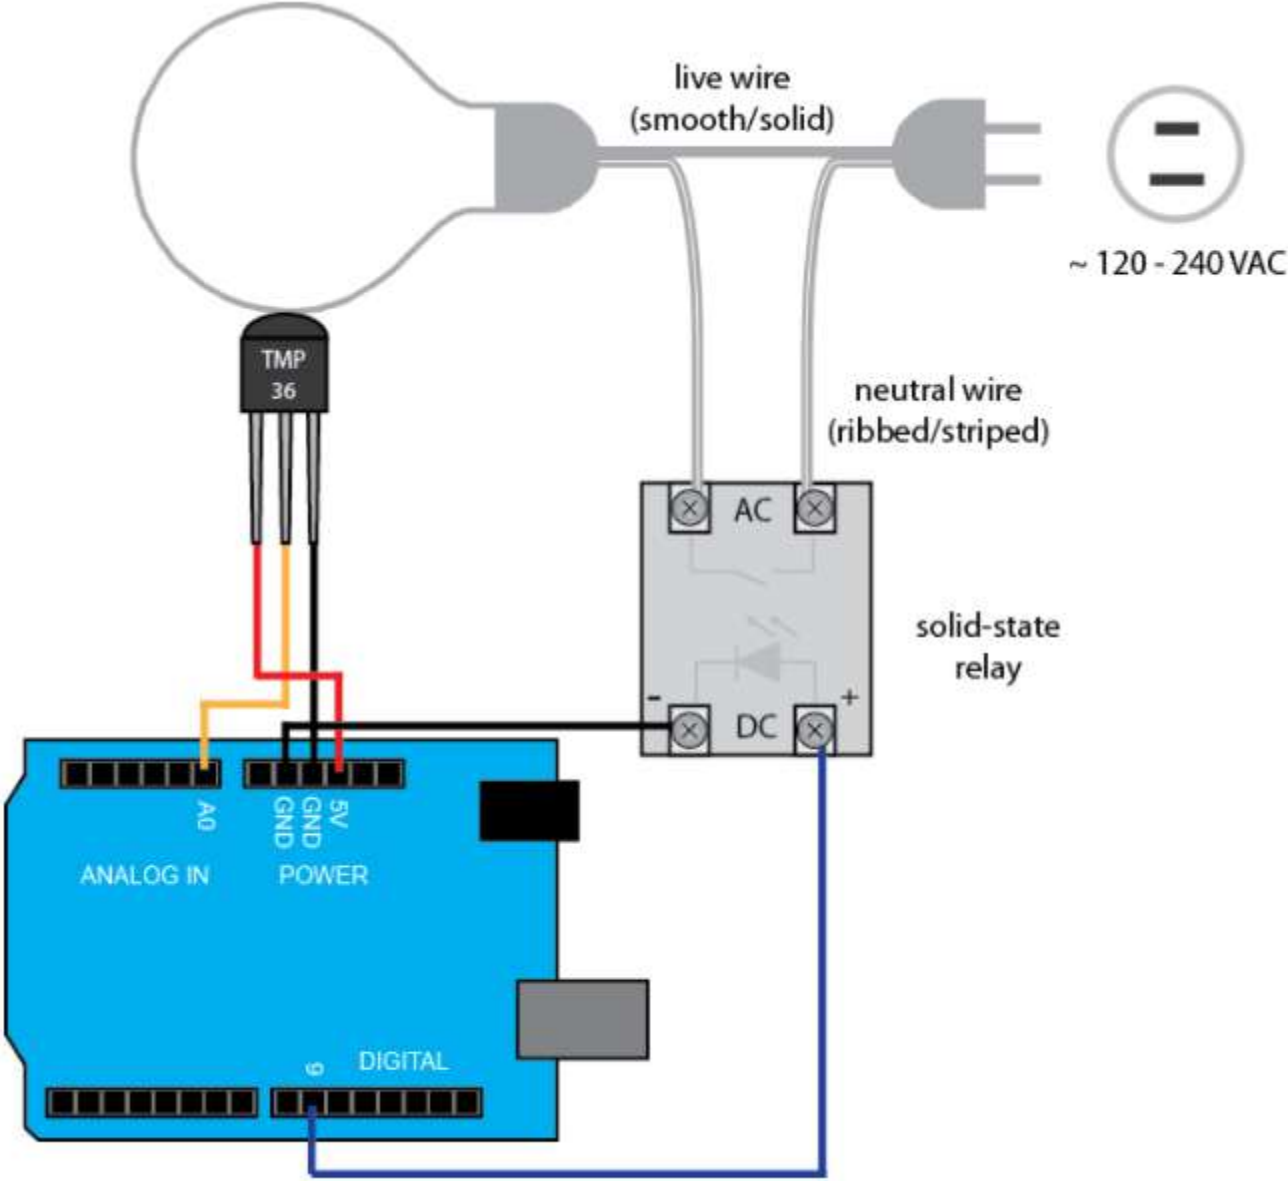 live wire
(smooth/solid)
~ 120 - 240 VAC
TMP
36
neutral wire
(ribbed/striped)
AC
solid-state
relay
- +
DC
A0
GND
GND
5V
ANALOG IN
POWER
9
DIGITAL